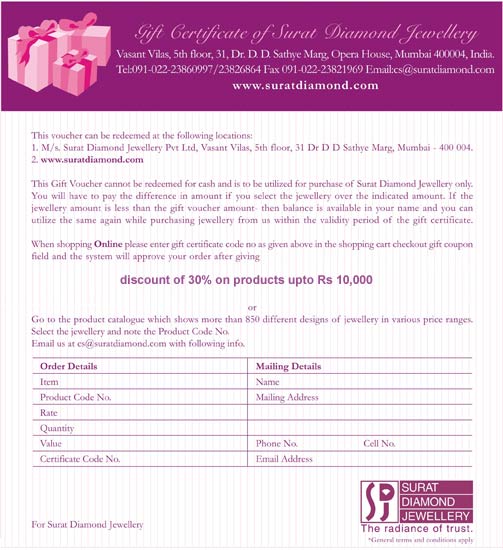 Gift Certificate of Surat Diamond Jewellery
Vasant Vilas, 5th floor, 31, Dr. D. D. Sathye Marg, Opera House, Mumbai 400004, India.
Tel:091-022-23860997/23826864 Fax 091-022-23821969 Email:cs@suratdiamond.com
www.suratdiamond.com
This voucher can be redeemed at the following locations:
1. M/s. Surat Diamond Jewellery Pvt Ltd, Vasant Vilas, 5th floor, 31 Dr D D Sathye Marg, Mumbai - 400 004.
2. www.suratdiamond.com
This Gift Voucher cannot be redeemed for cash and is to be utilized for purchase of Surat Diamond Jewellery only.
You will have to pay the difference in amount if you select the jewellery over the indicated amount. If the
jewellery amount is less than the gift voucher amount- then balance is available in your name and you can
utilize the same again while purchasing jewellery from us within the validity period of the gift certificate.
When shopping Online please enter gift certificate code no as given above in the shopping cart checkout gift coupon
field and the system will approve your order after giving
discount of 30% on products upto Rs 10,000
or
Go to the product catalogue which shows more than 850 different designs of jewellery in various price ranges.
Select the jewellery and note the Product Code No.
Email us at cs@suratdiamond.com with following info.
Order Details Mailing Details
Item Name
Product Code No. Mailing Address
Rate
Quantity
Value Phone No. Cell No.
Certificate Code No. Email Address
SURAT
DIAMOND
JEWELLERY
The radiance of trust.
For Surat Diamond Jewellery
*General terms and conditions apply